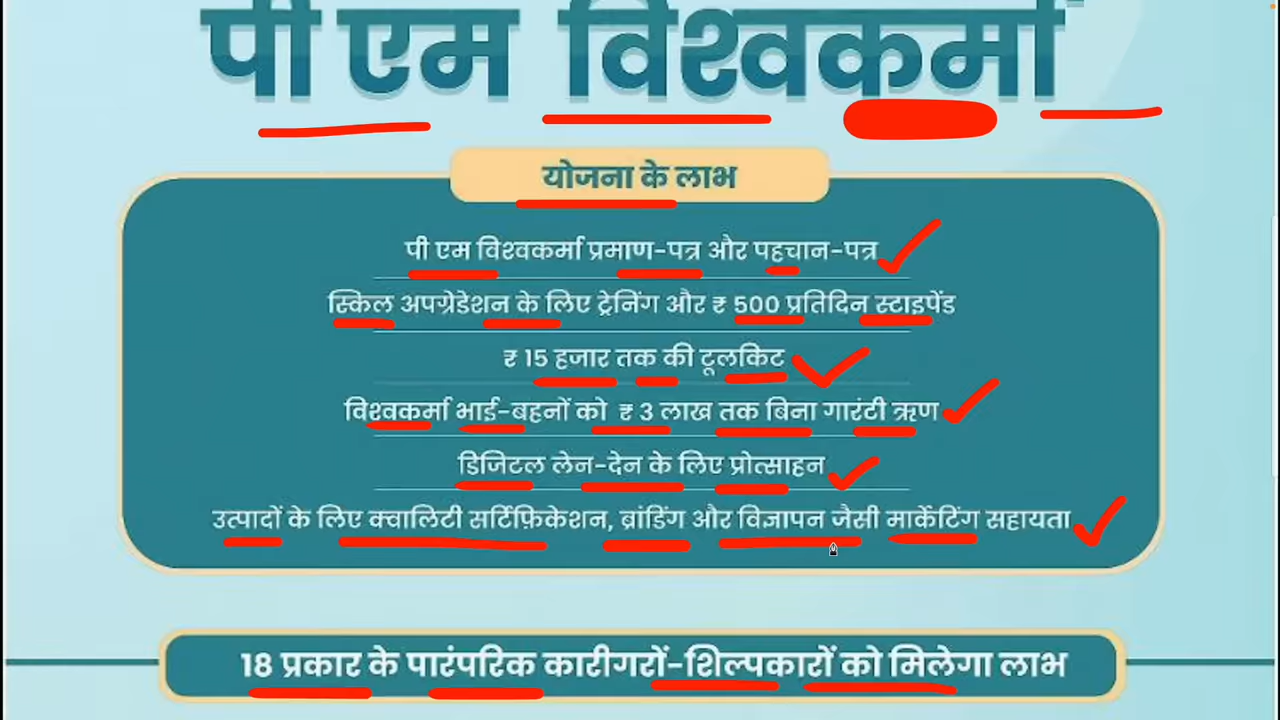 पी एम विश्वकर्मा
योजना के लाभ
पी एम विश्वकर्मा प्रमाण-पत्र और पहचान-पत्र
स्किल अपग्रेडेशन के लिए ट्रेनिंग और ₹ 500 प्रतिदिन स्टाइपेंड
₹ 15 हजार तक की टूलकिट
विश्वकर्मा भाई-बहनों को ₹ 3 लाख तक बिना गारंटी ऋण
डिजिटल लेन-देन के लिए प्रोत्साहन
उत्पादों के लिए क्वालिटी सर्टिफ़िकेशन, ब्रांडिंग और विज्ञापन जैसी मार्केटिंग सहायता
18 प्रकार के पारंपरिक कारीगरों-शिल्पकारों को मिलेगा लाभ